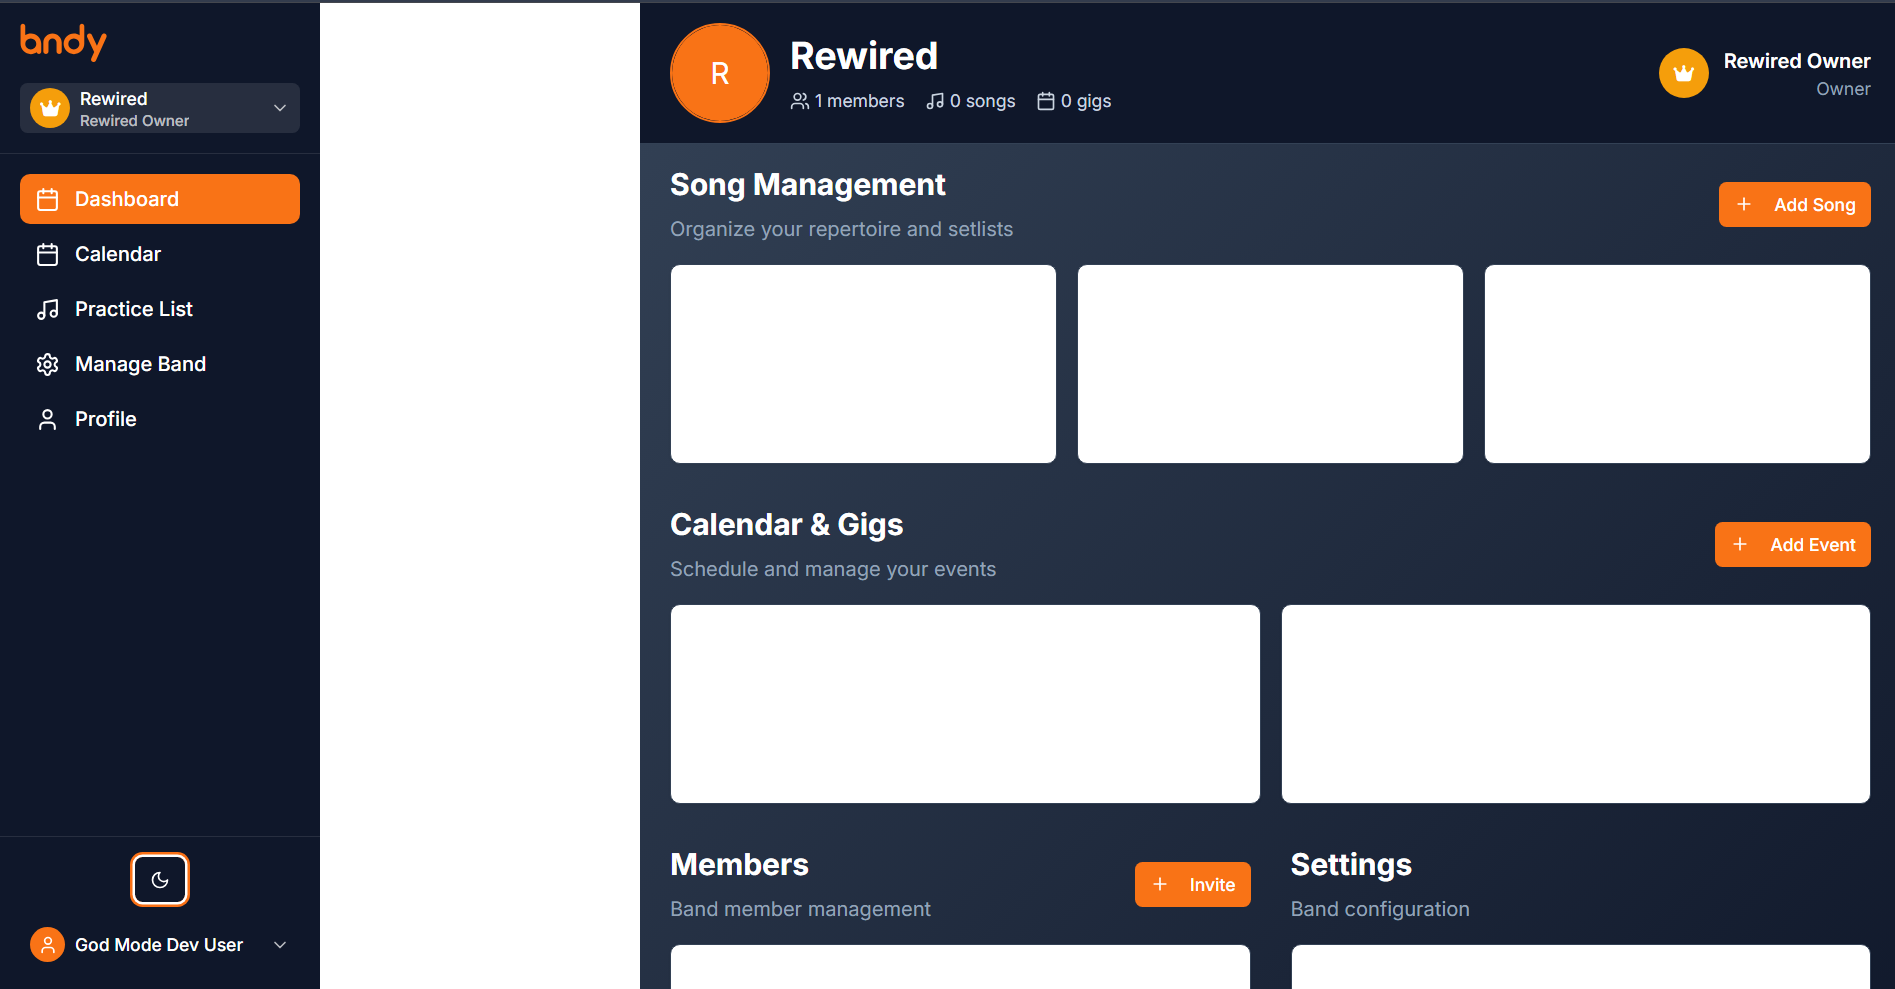 bndy
Rewired
Rewired Owner
Dashboard
Calendar
Practice List
Manage Band
Profile
God Mode Dev User
R
Rewired
1 members 0 songs 0 gigs
Rewired Owner
Owner
Song Management
Organize your repertoire and setlists
+ Add Song
Calendar & Gigs
Schedule and manage your events
+ Add Event
Members
Band member management
+ Invite
Settings
Band configuration